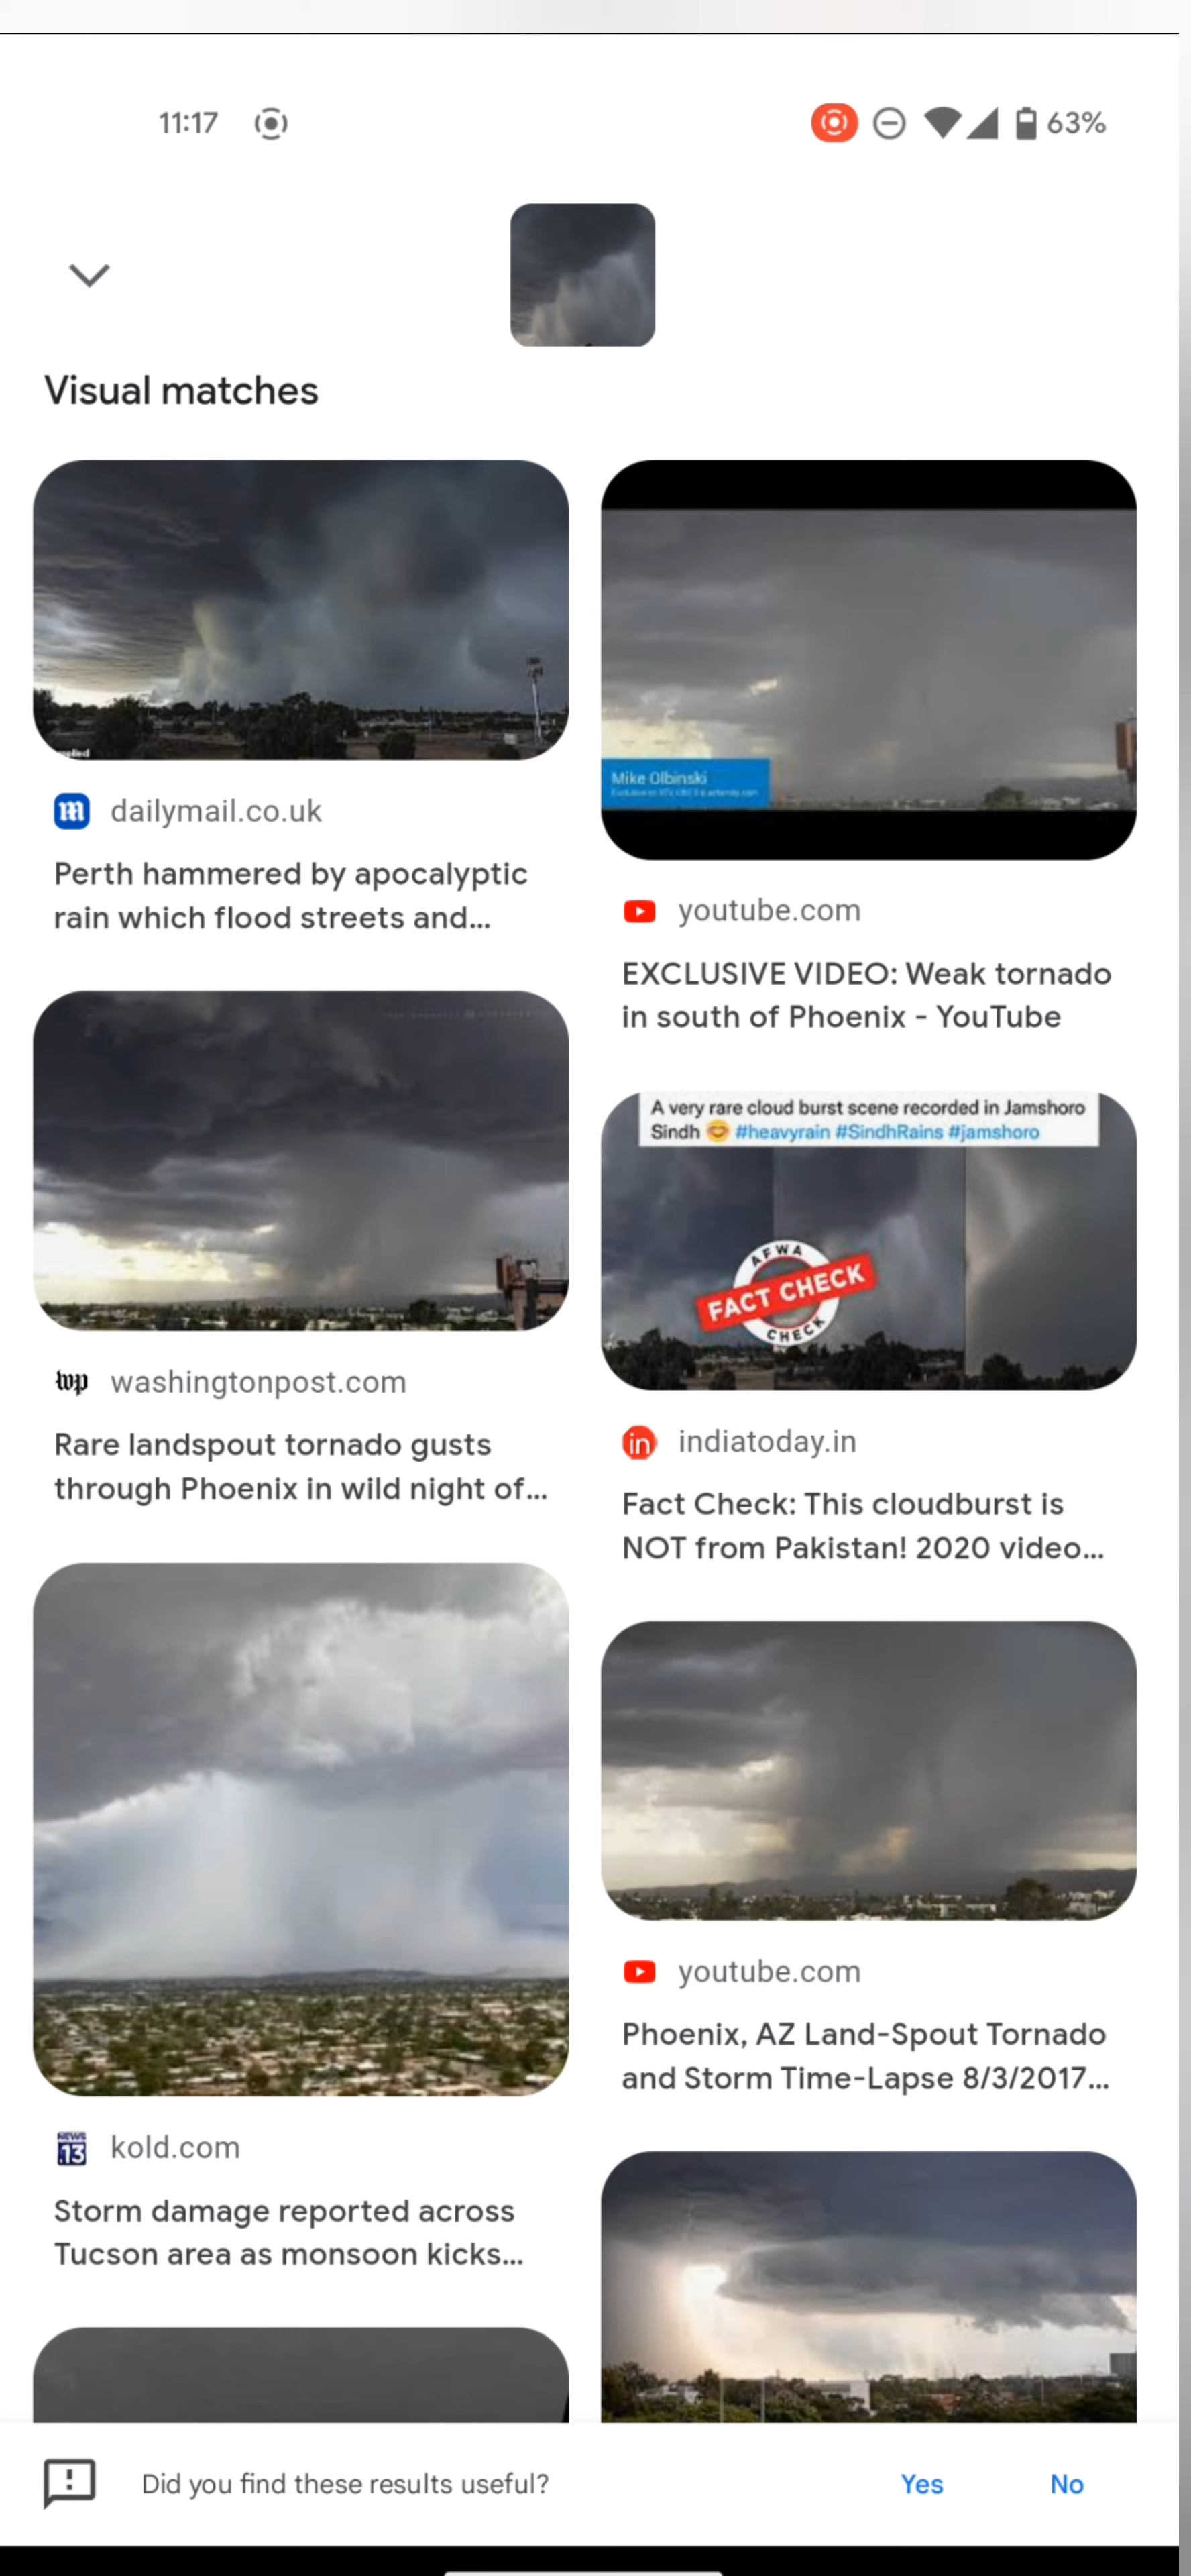 11:17
63%
Visual matches
dailymail.co.uk
Perth hammered by apocalyptic
rain which flood streets and...
Mike Olbinski
youtube.com
EXCLUSIVE VIDEO: Weak tornado
in south of Phoenix - YouTube
washingtonpost.com
Rare landspout tornado gusts
through Phoenix in wild night of...
A very rare cloud burst scene recorded in Jamshoro
Sindh 😊 #heavyrain #SindhRains #jamshoro
AFWA
FACT CHECK
CHECK
indiatoday.in
Fact Check: This cloudburst is
NOT from Pakistan! 2020 video...
NEWS
13
kold.com
Storm damage reported across
Tucson area as monsoon kicks...
youtube.com
Phoenix, AZ Land-Spout Tornado
and Storm Time-Lapse 8/3/2017...
Did you find these results useful?
Yes
No